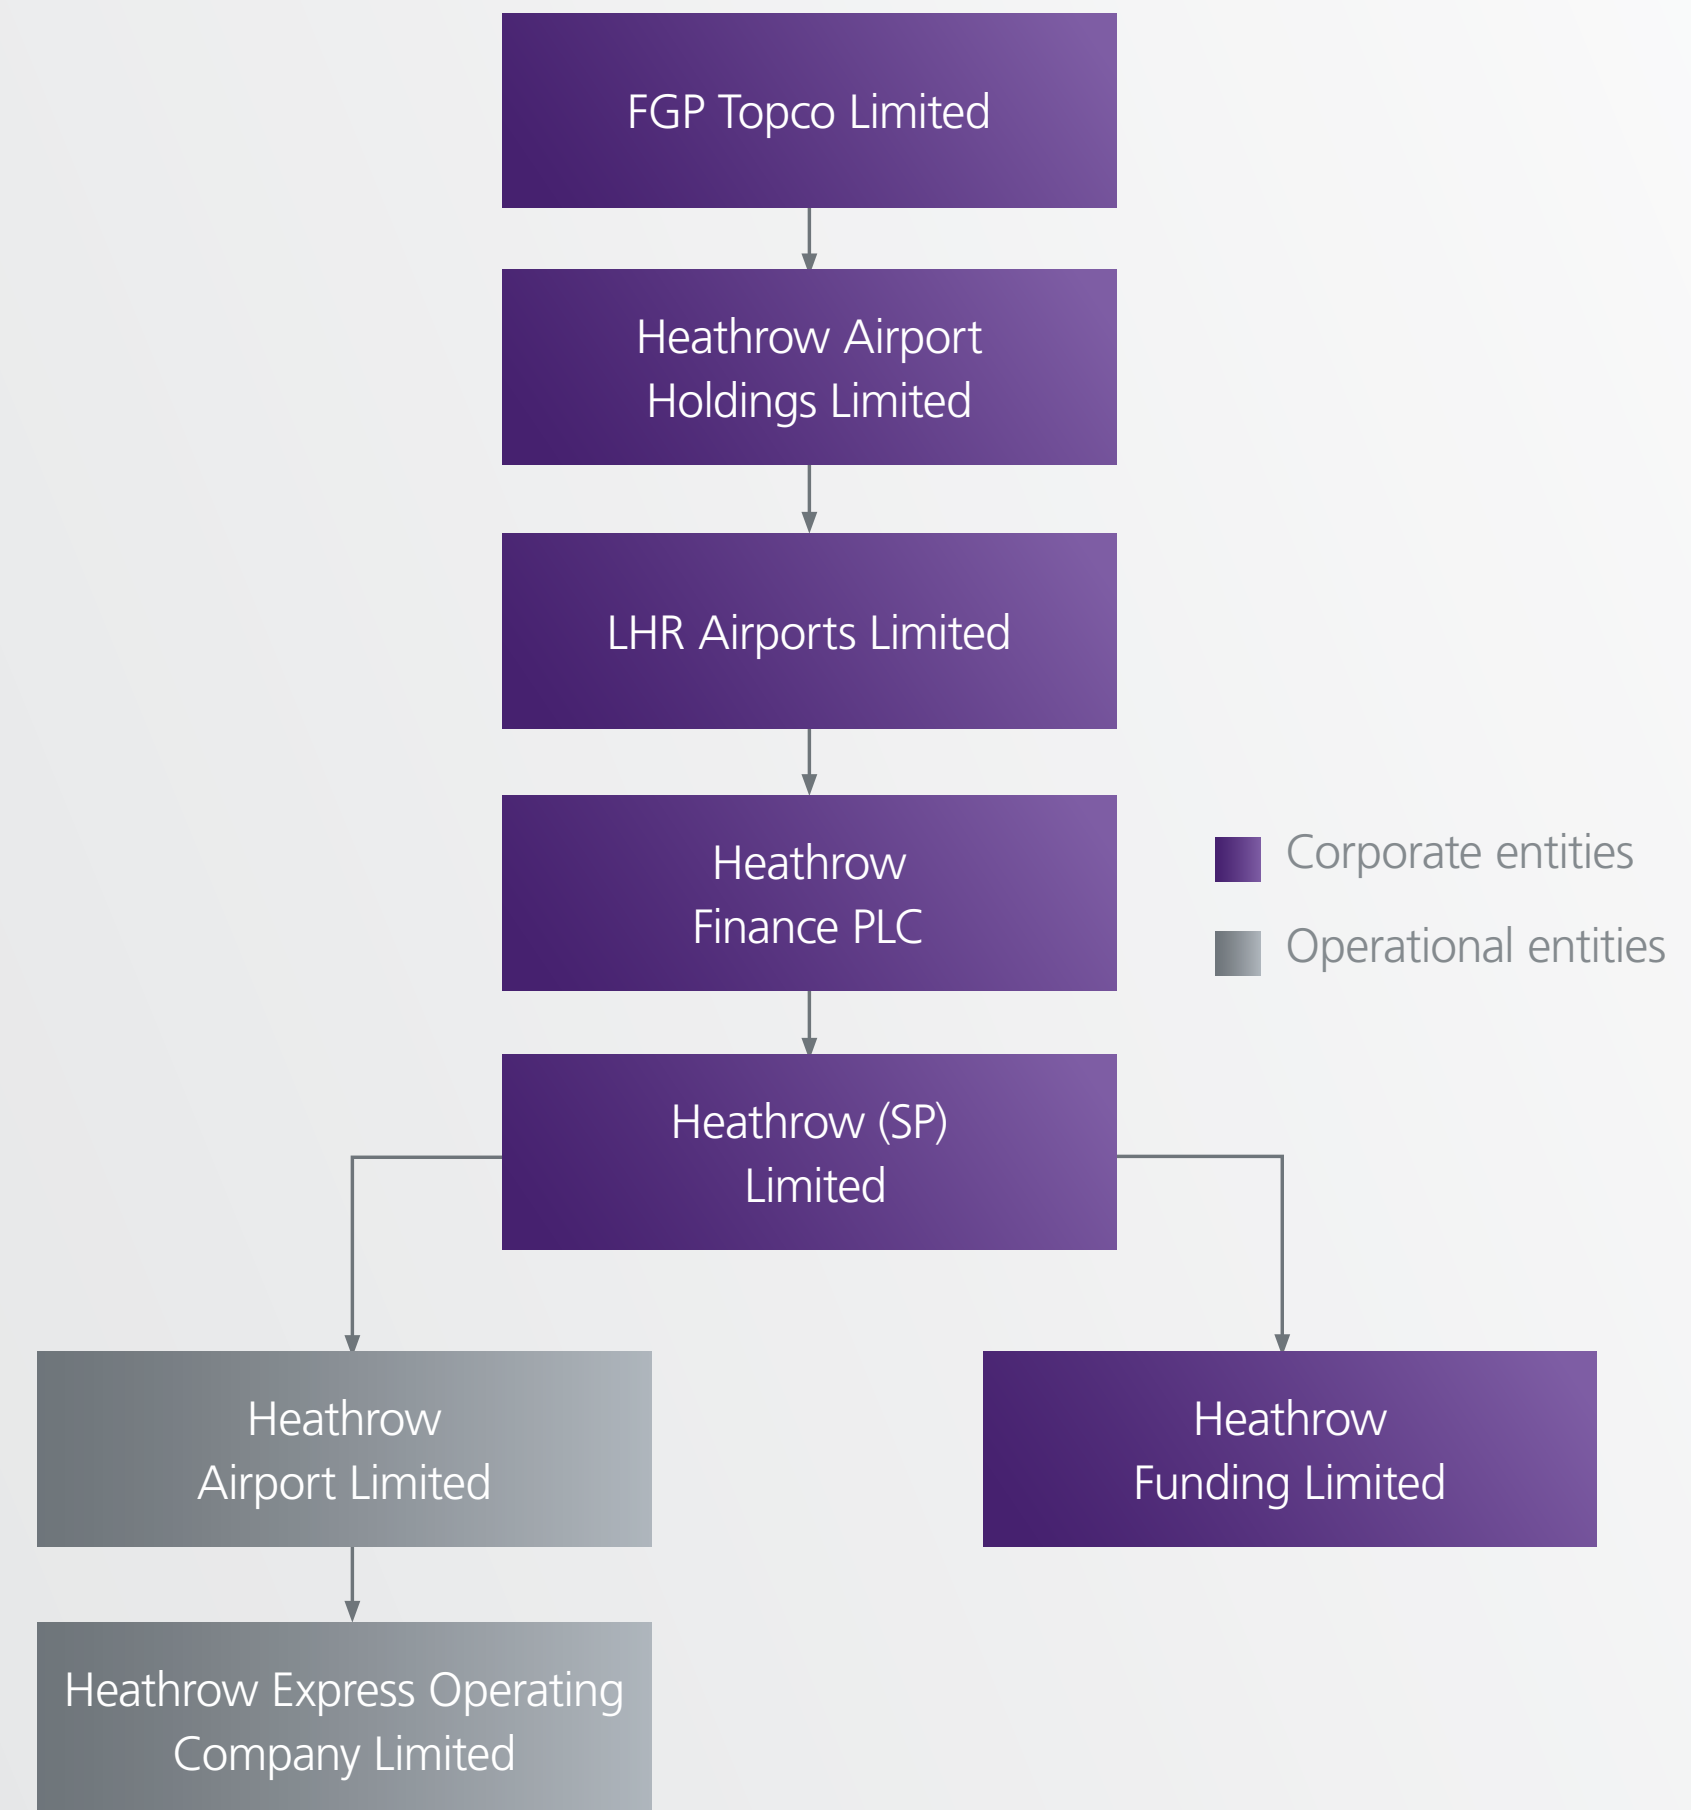 FGP Topco Limited
Heathrow Airport
Holdings Limited
LHR Airports Limited
Heathrow
Finance PLC
Corporate entities
Operational entities
Heathrow (SP)
Limited
Heathrow
Airport Limited
Heathrow
Funding Limited
Heathrow Express Operating
Company Limited